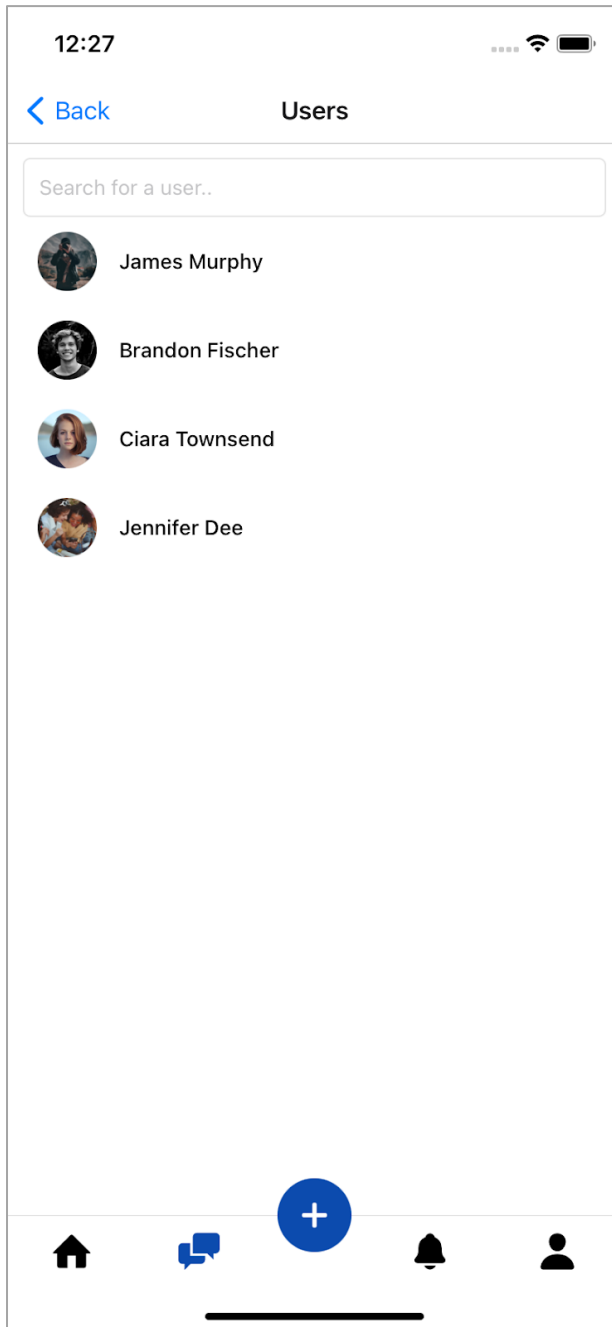 12:27
Back
Users
Search for a user..
James Murphy
Brandon Fischer
Ciara Townsend
Jennifer Dee